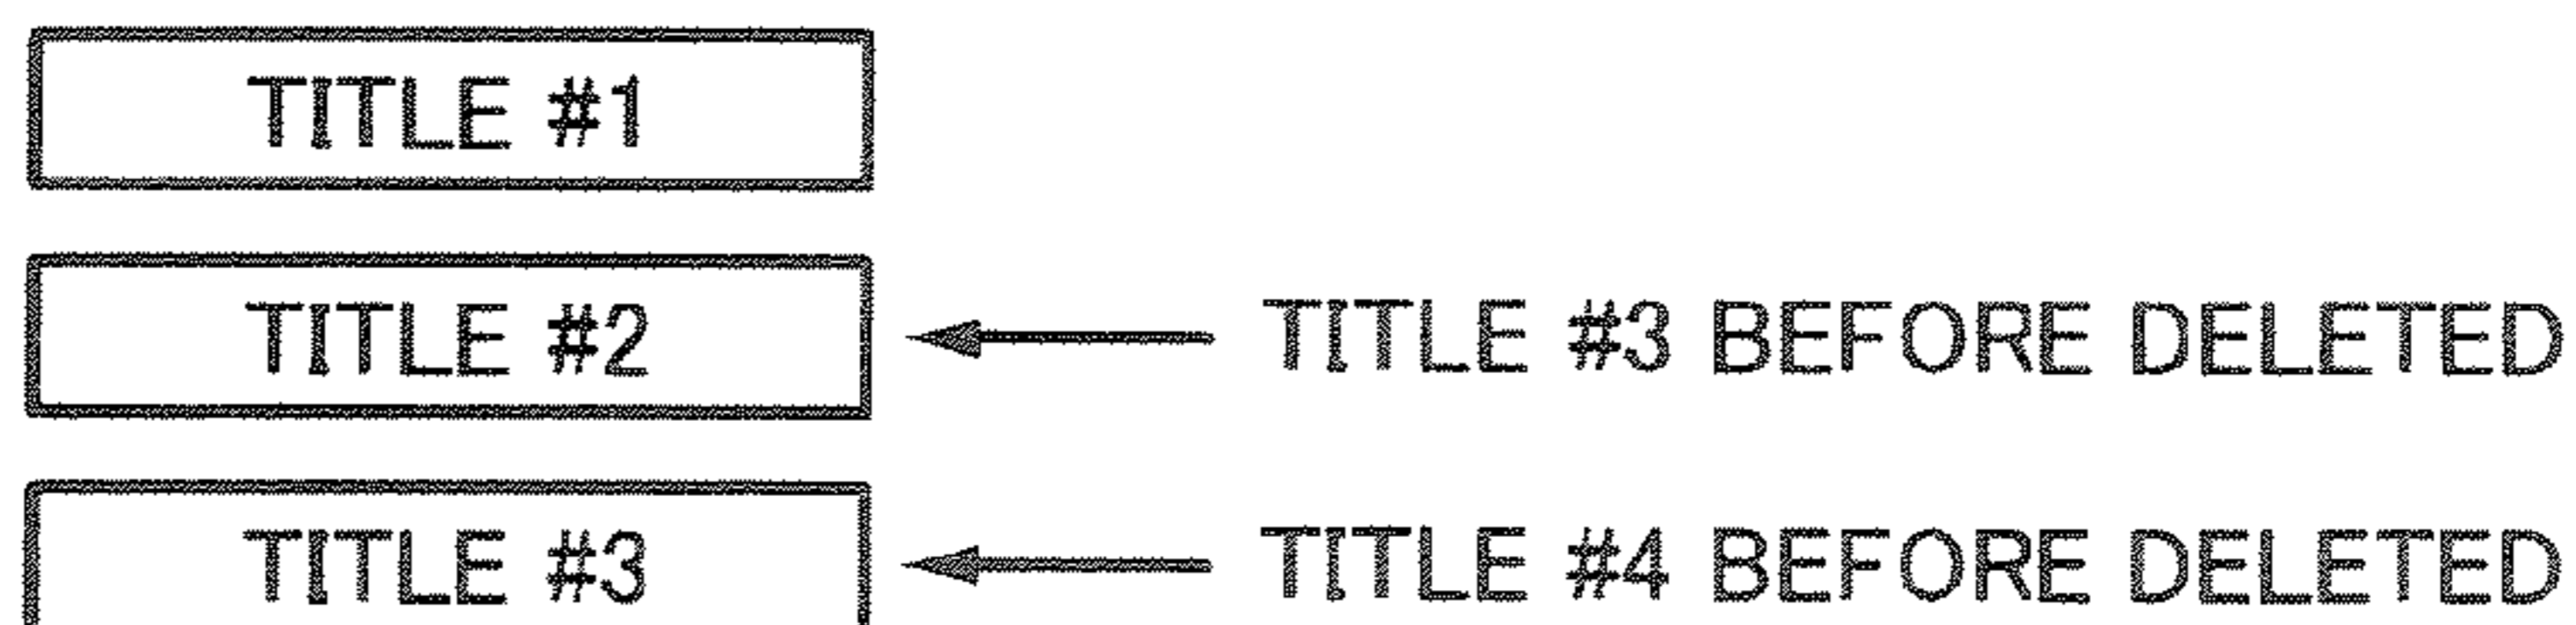 TITLE #1
TITLE #2 TITLE #3 BEFORE DELETED
TITLE #3 TITLE #4 BEFORE DELETED